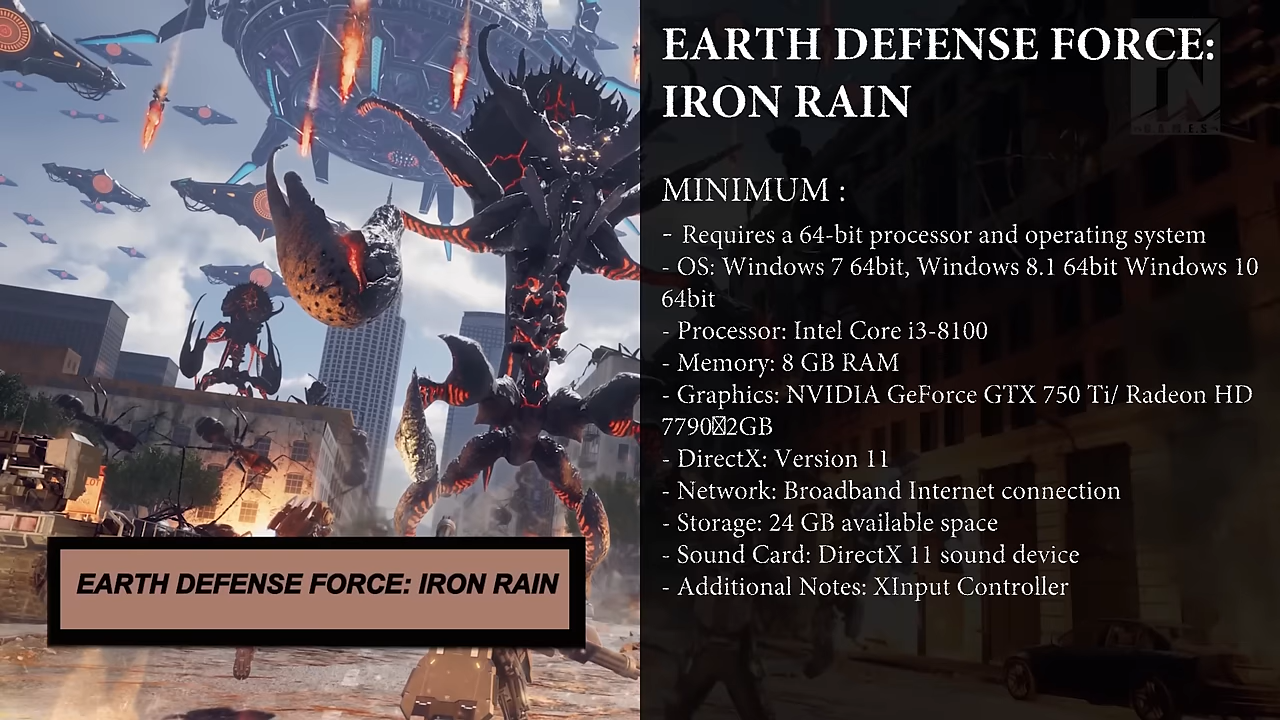 EARTH DEFENSE FORCE:
IRON RAIN
MINIMUM :
- Requires a 64-bit processor and operating system
- OS: Windows 7 64bit, Windows 8.1 64bit Windows 10
64bit
- Processor: Intel Core i3-8100
- Memory: 8 GB RAM
- Graphics: NVIDIA GeForce GTX 750 Ti/ Radeon HD
7790☒2GB
- DirectX: Version 11
- Network: Broadband Internet connection
- Storage: 24 GB available space
- Sound Card: DirectX 11 sound device
- Additional Notes: XInput Controller
EARTH DEFENSE FORCE: IRON RAIN